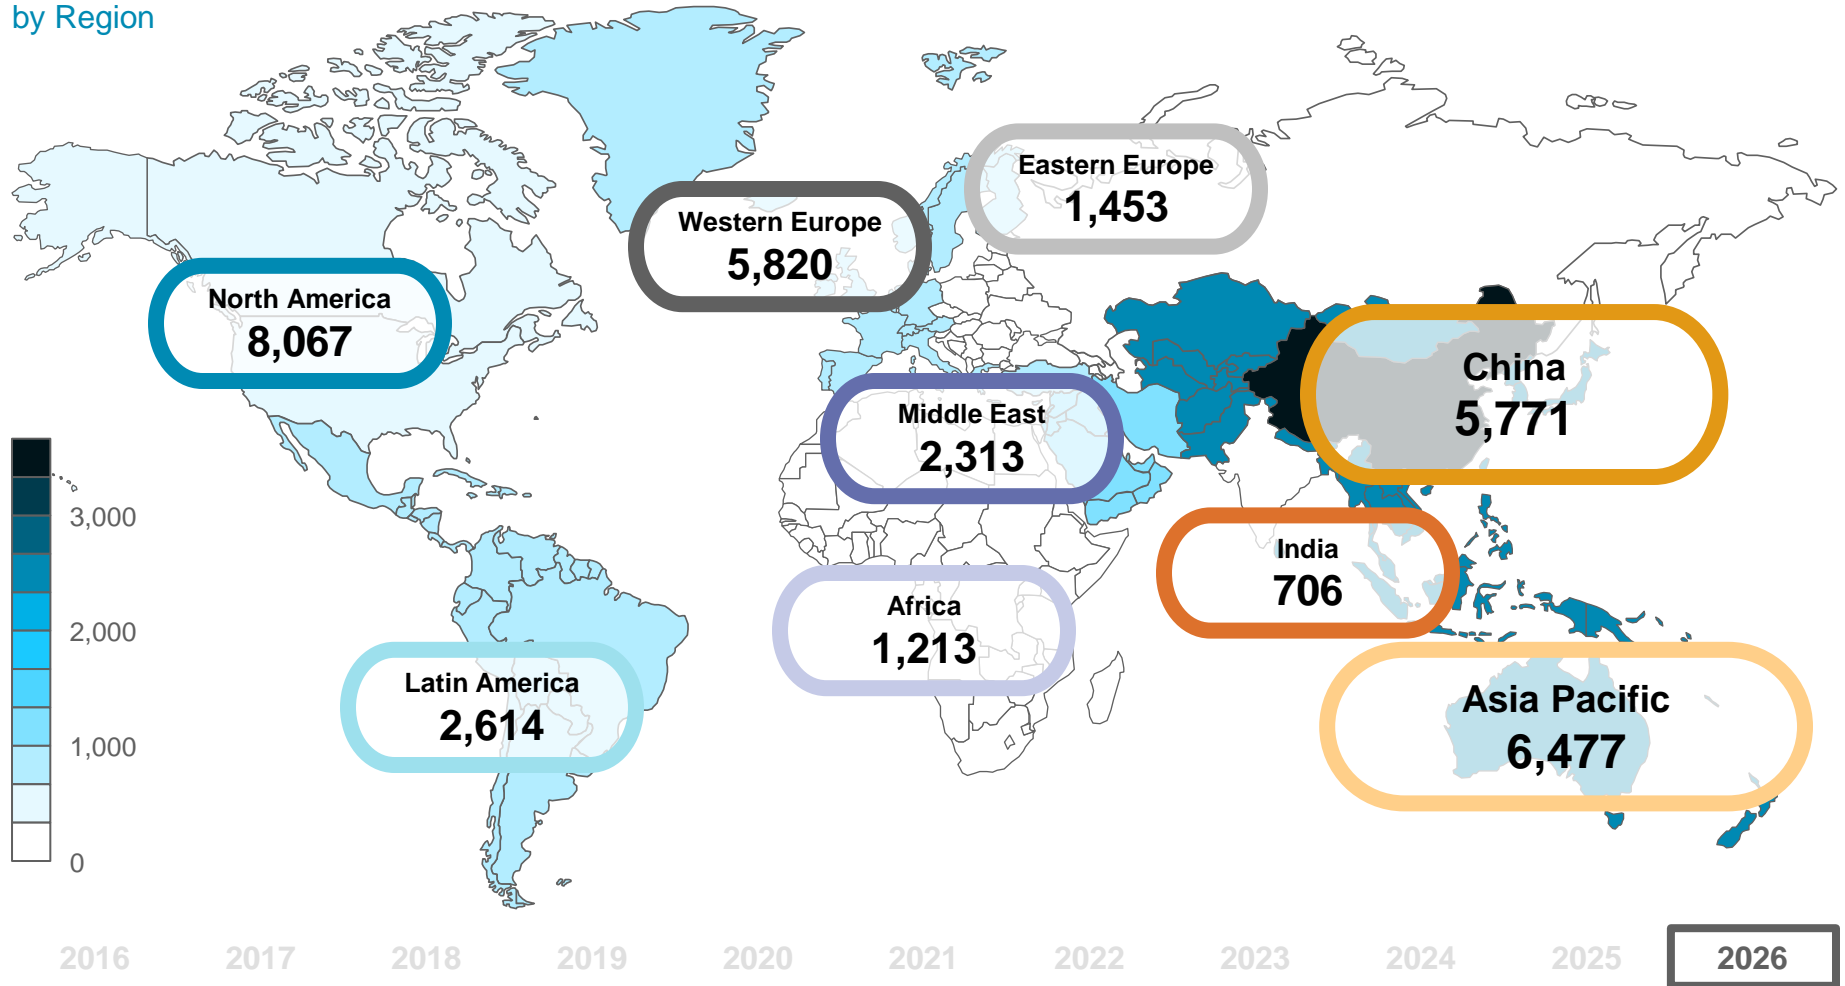 by Region
Eastern Europe
1,453
Western Europe
5,820
North America
8,067
China
5,771
Middle East
2,313
India
706
Africa
1,213
Latin America
2,614
Asia Pacific
6,477
3,000
2,000
1,000
0
2016 2017 2018 2019 2020 2021 2022 2023 2024 2025 2026